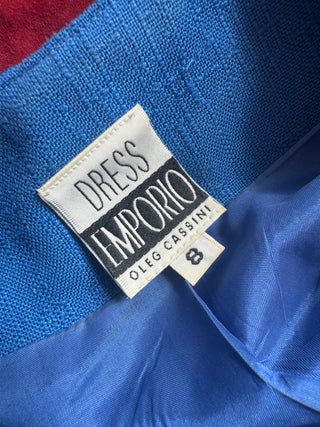 DRESS
EMPORIO
OLEG CASSINI
8